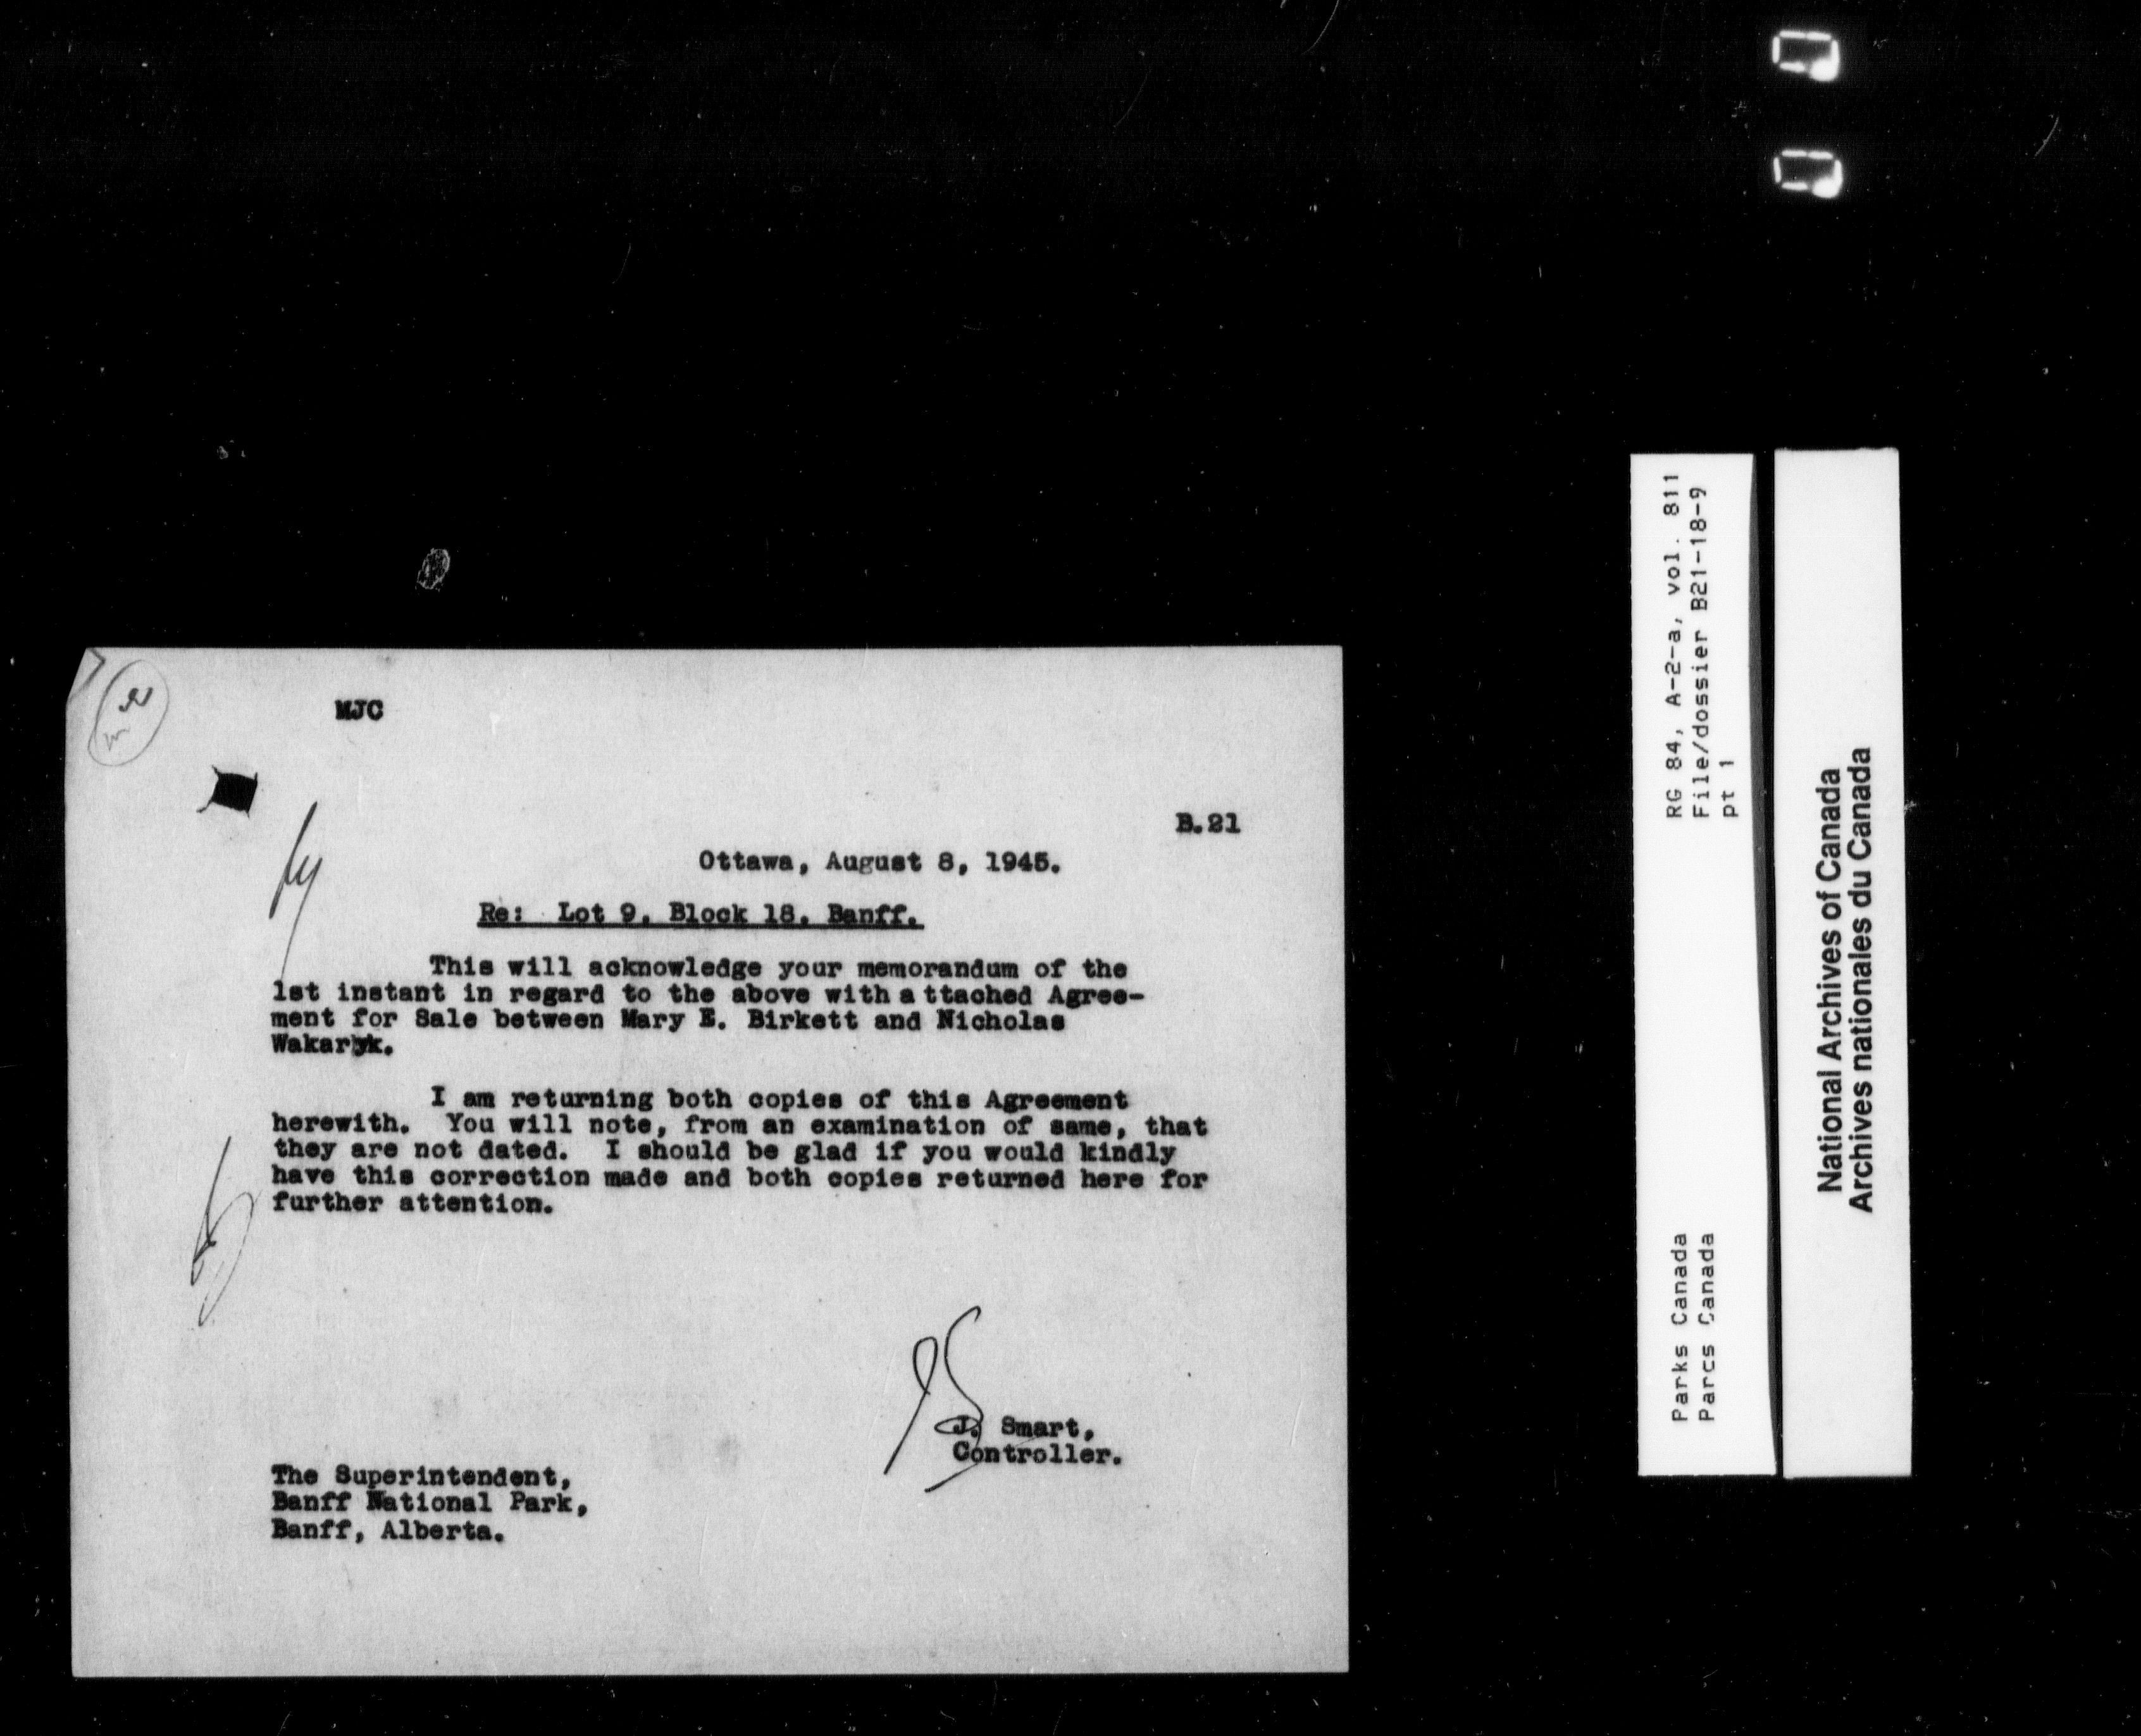 MJC
B.21
Ottawa, August 8, 1945.
Re: Lot 9, Block 18, Banff.
This will acknowledge your memorandum of the
1st instant in regard to the above with attached Agree-
ment for Sale between Mary E. Birkett and Nicholas
Wakaryk.
I am returning both copies of this Agreement
herewith. You will note, from an examination of same, that
they are not dated. I should be glad if you would kindly
have this correction made and both copies returned here for
further attention.
J. Smart,
Controller.
The Superintendent,
Banff National Park,
Banff, Alberta.
RG 84, A-2-a, vol. 811
File/dossier B21-18-9
pt 1
Parks Canada
Parcs Canada
National Archives of Canada
Archives nationales du Canada